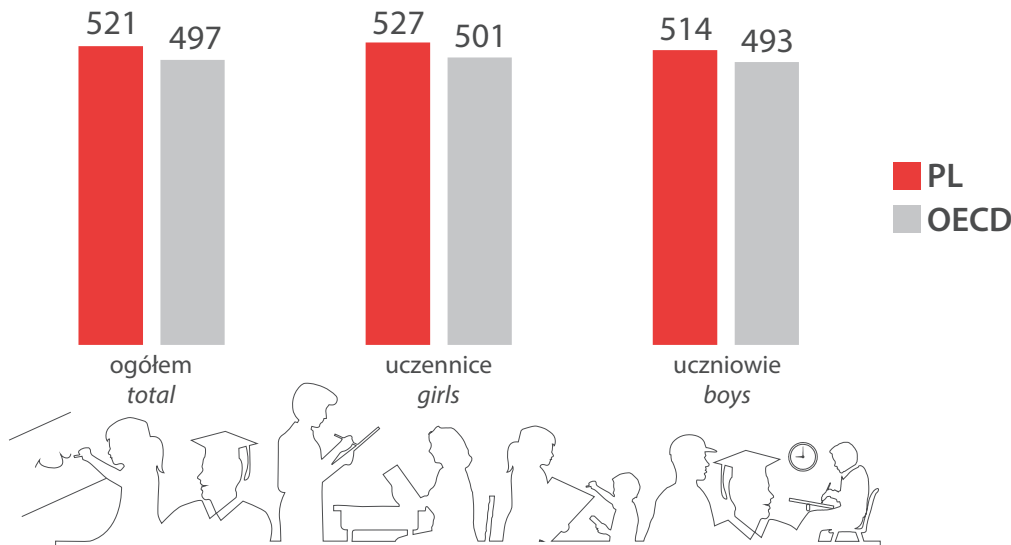 521
497
527
501
514
493
PL
OECD
ogółem
total
uczennice
girls
uczniowie
boys